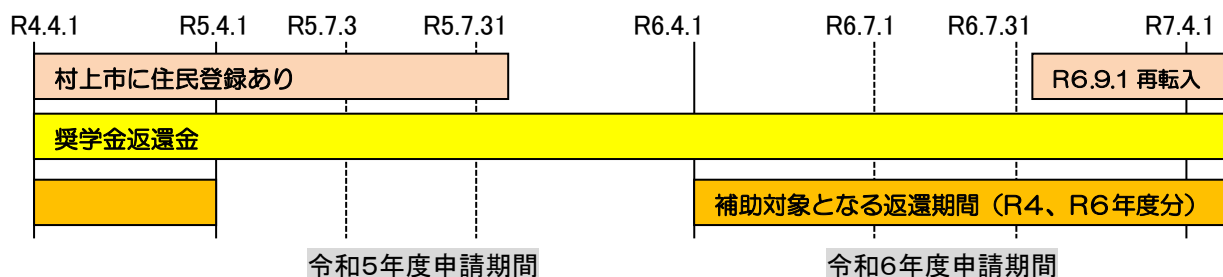 R4.4.1 R5.4.1 R5.7.3 R5.7.31 R6.4.1 R6.7.1 R6.7.31 R7.4.1
村上市に住民登録あり R6.9.1 再転入
奨学金返還金
補助対象となる返還期間（R4、R6年度分）
令和5年度申請期間 令和6年度申請期間